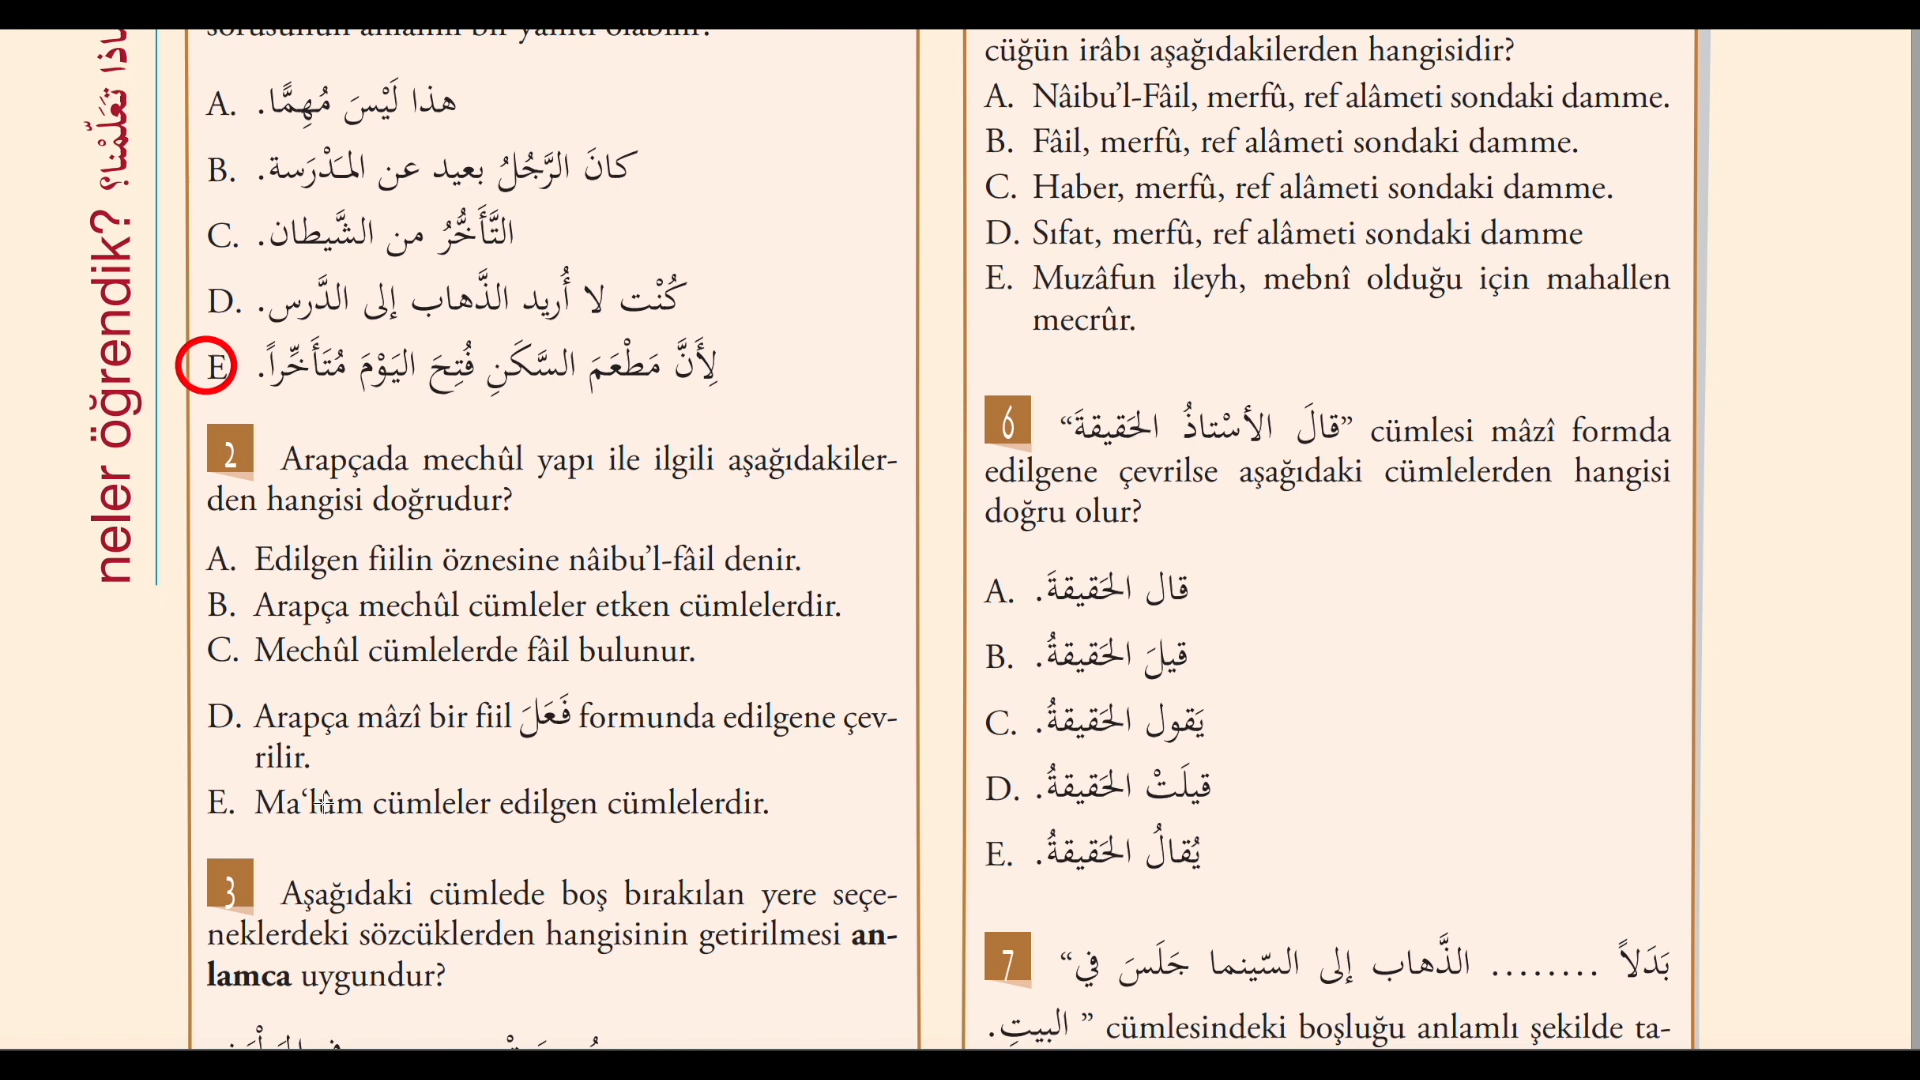 neler öğrendik? ماذا تَعَلَّمْنا؟
sorusunun anlamlı bir yanıtı olabilir?
A. هذا لَيْسَ مُهِمًّا.
B. كانَ الرَّجُلُ بعيد عن المَدْرَسة.
C. التَّأَخُّرُ من الشَّيطان.
D. كُنْت لا أُريد الذَّهاب إلى الدَّرس.
E لِأَنَّ مَطْعَمَ السَّكَنِ فُتِحَ اليَوْمَ مُتَأَخِّراً.
2 Arapçada mechûl yapı ile ilgili aşağıdakiler-
den hangisi doğrudur?
A. Edilgen fiilin öznesine nâibu’l-fâil denir.
B. Arapça mechûl cümleler etken cümlelerdir.
C. Mechûl cümlelerde fâil bulunur.
D. Arapça mâzî bir fiil فَعَلَ formunda edilgene çev-
rilir.
E. Ma‘lûm cümleler edilgen cümlelerdir.
3 Aşağıdaki cümlede boş bırakılan yere seçe-
neklerdeki sözcüklerden hangisinin getirilmesi an-
lamca uygundur?
cüğün irâbı aşağıdakilerden hangisidir?
A. Nâibu’l-Fâil, merfû, ref alâmeti sondaki damme.
B. Fâil, merfû, ref alâmeti sondaki damme.
C. Haber, merfû, ref alâmeti sondaki damme.
D. Sıfat, merfû, ref alâmeti sondaki damme
E. Muzâfun ileyh, mebnî olduğu için mahallen
mecrûr.
6 “قالَ الأسْتاذُ الحَقيقةَ” cümlesi mâzî formda
edilgene çevrilse aşağıdaki cümlelerden hangisi
doğru olur?
A. قال الحَقيقةَ.
B. قيلَ الحَقيقةُ.
C. يَقول الحَقيقةُ.
D. قيلَتْ الحَقيقةُ.
E. يُقالُ الحَقيقةُ.
7 “بَدَلاً ........ الذَّهاب إلى السّينما جَلَسَ في
البيتِ.” cümlesindeki boşluğu anlamlı şekilde ta-